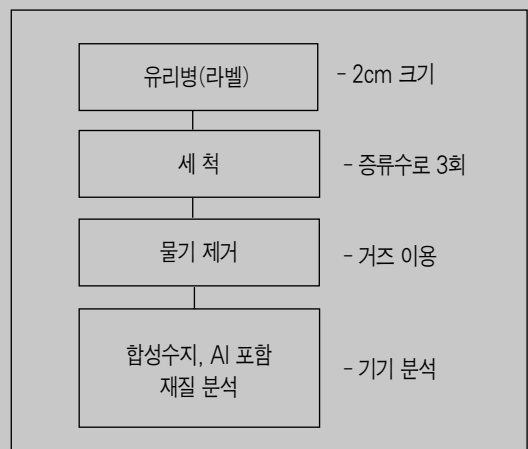 유리병(라벨)
- 2cm 크기
세 척
- 증류수로 3회
물기 제거
- 거즈 이용
합성수지, AI 포함
재질 분석
- 기기 분석